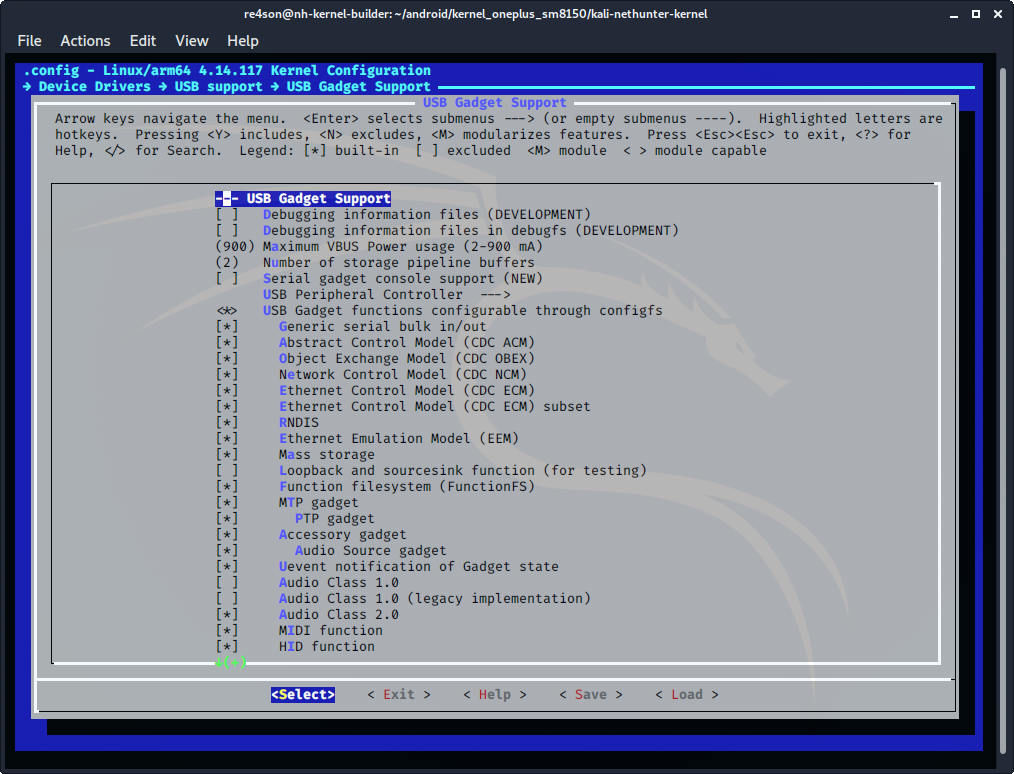 re4son@nh-kernel-builder: ~/android/kernel_oneplus_sm8150/kali-nethunter-kernel
File Actions Edit View Help
.config - Linux/arm64 4.14.117 Kernel Configuration
→ Device Drivers → USB support → USB Gadget Support
USB Gadget Support
Arrow keys navigate the menu.  <Enter> selects submenus ---> (or empty submenus ----).  Highlighted letters are
hotkeys.  Pressing <Y> includes, <N> excludes, <M> modularizes features.  Press <Esc><Esc> to exit, <?> for
Help, </> for Search.  Legend: [*] built-in  [ ] excluded  <M> module  < > module capable
--- USB Gadget Support
[ ]   Debugging information files (DEVELOPMENT)
[ ]   Debugging information files in debugfs (DEVELOPMENT)
(900) Maximum VBUS Power usage (2-900 mA)
(2)   Number of storage pipeline buffers
[ ]   Serial gadget console support (NEW)
USB Peripheral Controller  --->
<*>   USB Gadget functions configurable through configfs
[*]     Generic serial bulk in/out
[*]     Abstract Control Model (CDC ACM)
[*]     Object Exchange Model (CDC OBEX)
[*]     Network Control Model (CDC NCM)
[*]     Ethernet Control Model (CDC ECM)
[*]     Ethernet Control Model (CDC ECM) subset
[*]     RNDIS
[*]     Ethernet Emulation Model (EEM)
[*]     Mass storage
[ ]     Loopback and sourcesink function (for testing)
[*]     Function filesystem (FunctionFS)
[*]     MTP gadget
[*]       PTP gadget
[*]     Accessory gadget
[*]       Audio Source gadget
[*]     Uevent notification of Gadget state
[ ]     Audio Class 1.0
[ ]     Audio Class 1.0 (legacy implementation)
[*]     Audio Class 2.0
[*]     MIDI function
[*]     HID function
↓(+)
<Select>    < Exit >    < Help >    < Save >    < Load >